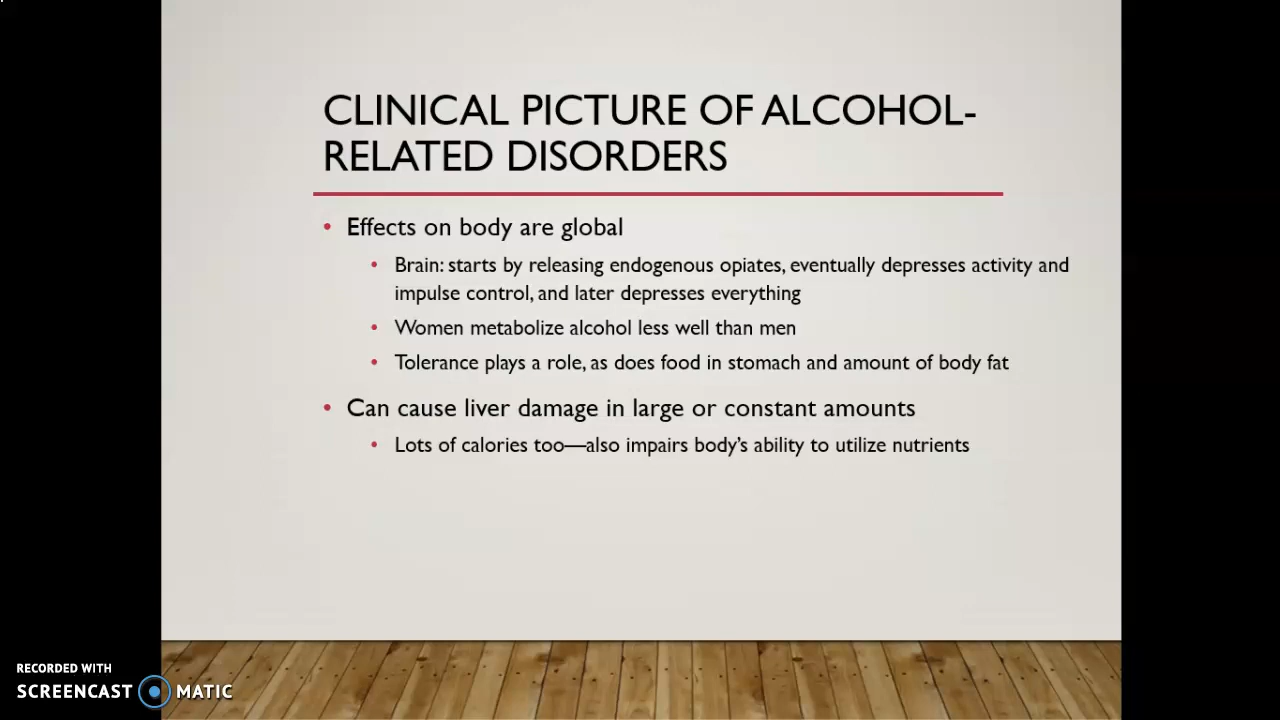 CLINICAL PICTURE OF ALCOHOL-
RELATED DISORDERS
• Effects on body are global
• Brain: starts by releasing endogenous opiates, eventually depresses activity and
impulse control, and later depresses everything
• Women metabolize alcohol less well than men
• Tolerance plays a role, as does food in stomach and amount of body fat
• Can cause liver damage in large or constant amounts
• Lots of calories too—also impairs body’s ability to utilize nutrients
RECORDED WITH
SCREENCAST MATIC